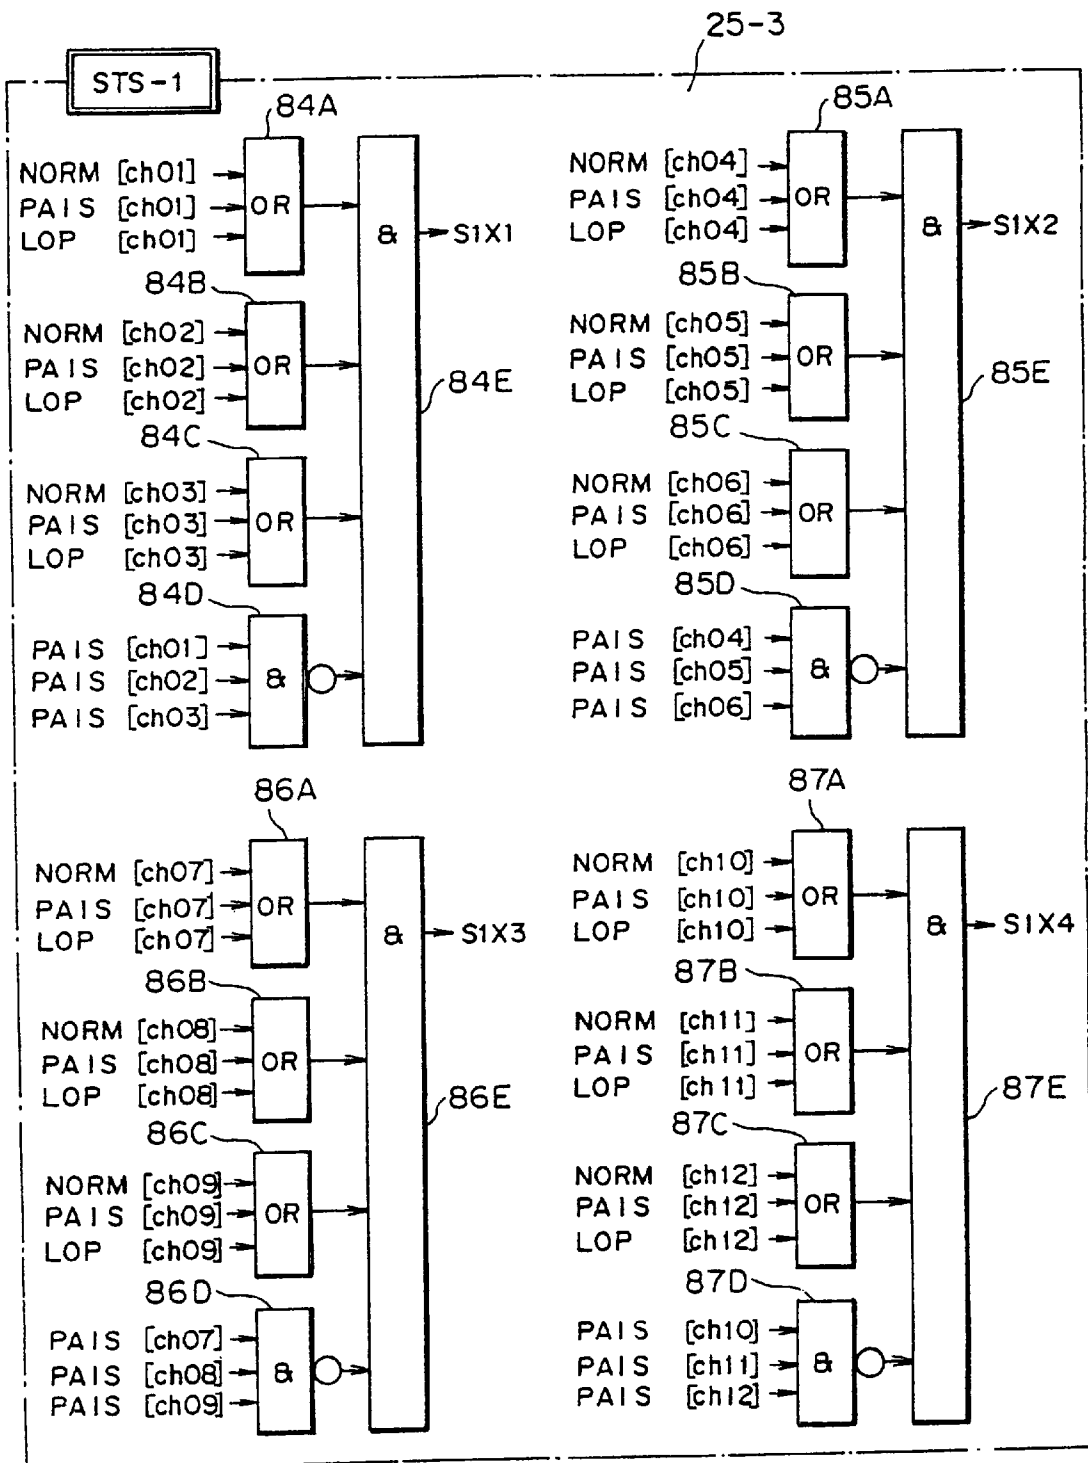 25-3
STS-1
84A
NORM [ch01]
PAIS [ch01]
LOP [ch01]
OR
84B
NORM [ch02]
PAIS [ch02]
LOP [ch02]
OR
84C
NORM [ch03]
PAIS [ch03]
LOP [ch03]
OR
84D
PAIS [ch01]
PAIS [ch02]
PAIS [ch03]
&
&
S1X1
84E
85A
NORM [ch04]
PAIS [ch04]
LOP [ch04]
OR
85B
NORM [ch05]
PAIS [ch05]
LOP [ch05]
OR
85C
NORM [ch06]
PAIS [ch06]
LOP [ch06]
OR
85D
PAIS [ch04]
PAIS [ch05]
PAIS [ch06]
&
&
S1X2
85E
86A
NORM [ch07]
PAIS [ch07]
LOP [ch07]
OR
86B
NORM [ch08]
PAIS [ch08]
LOP [ch08]
OR
86C
NORM [ch09]
PAIS [ch09]
LOP [ch09]
OR
86D
PAIS [ch07]
PAIS [ch08]
PAIS [ch09]
&
&
S1X3
86E
87A
NORM [ch10]
PAIS [ch10]
LOP [ch10]
OR
87B
NORM [ch11]
PAIS [ch11]
LOP [ch11]
OR
87C
NORM [ch12]
PAIS [ch12]
LOP [ch12]
OR
87D
PAIS [ch10]
PAIS [ch11]
PAIS [ch12]
&
&
S1X4
87E